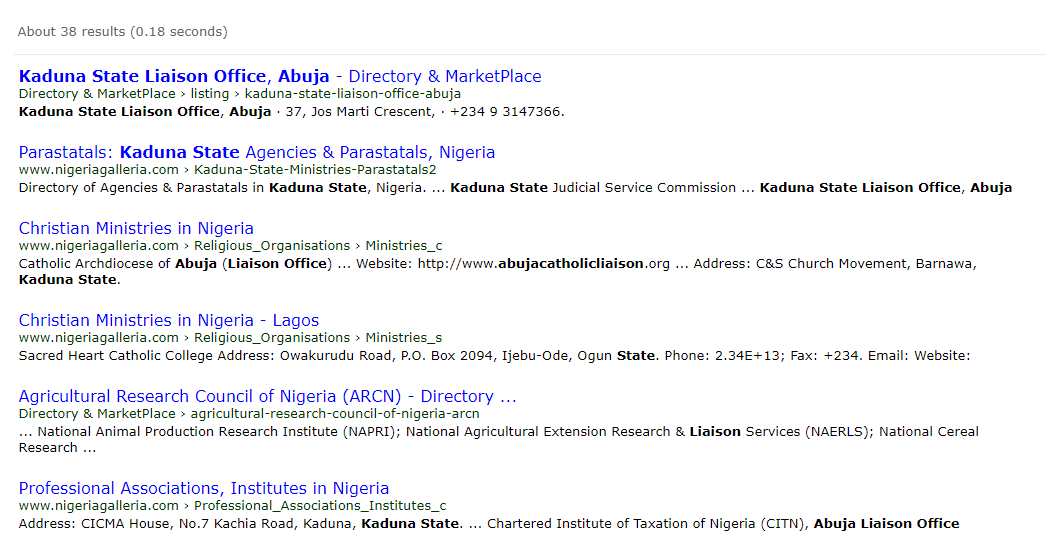 About 38 results (0.18 seconds)
Kaduna State Liaison Office, Abuja - Directory & MarketPlace
Directory & MarketPlace › listing › kaduna-state-liaison-office-abuja
Kaduna State Liaison Office, Abuja · 37, Jos Marti Crescent, · +234 9 3147366.
Parastatals: Kaduna State Agencies & Parastatals, Nigeria
www.nigeriagalleria.com › Kaduna-State-Ministries-Parastatals2
Directory of Agencies & Parastatals in Kaduna State, Nigeria. ... Kaduna State Judicial Service Commission ... Kaduna State Liaison Office, Abuja
Christian Ministries in Nigeria
www.nigeriagalleria.com › Religious_Organisations › Ministries_c
Catholic Archdiocese of Abuja (Liaison Office) ... Website: http://www.abujacatholicliaison.org ... Address: C&S Church Movement, Barnawa,
Kaduna State.
Christian Ministries in Nigeria - Lagos
www.nigeriagalleria.com › Religious_Organisations › Ministries_s
Sacred Heart Catholic College Address: Owakurudu Road, P.O. Box 2094, Ijebu-Ode, Ogun State. Phone: 2.34E+13; Fax: +234. Email: Website:
Agricultural Research Council of Nigeria (ARCN) - Directory ...
Directory & MarketPlace › agricultural-research-council-of-nigeria-arcn
... National Animal Production Research Institute (NAPRI); National Agricultural Extension Research & Liaison Services (NAERLS); National Cereal
Research ...
Professional Associations, Institutes in Nigeria
www.nigeriagalleria.com › Professional_Associations_Institutes_c
Address: CICMA House, No.7 Kachia Road, Kaduna, Kaduna State. ... Chartered Institute of Taxation of Nigeria (CITN), Abuja Liaison Office